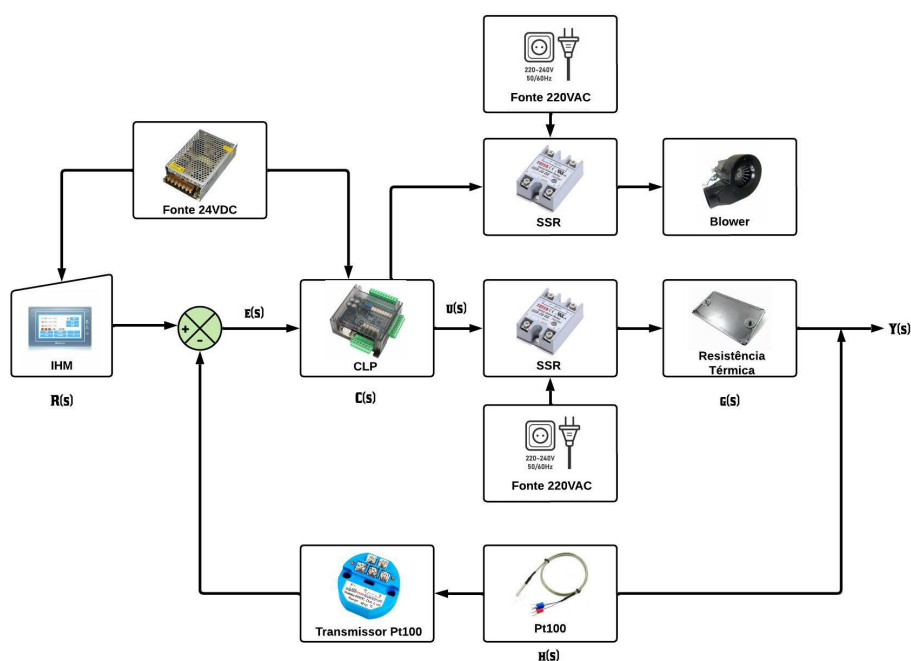 220-240V
50/60Hz
Fonte 220VAC
Fonte 24VDC
SSR
Blower
IHM
R(s)
+
-
E(s)
CLP
C(s)
U(s)
SSR
Resistência
Térmica
G(s)
Y(s)
220-240V
50/60Hz
Fonte 220VAC
Transmissor Pt100
Pt100
H(s)